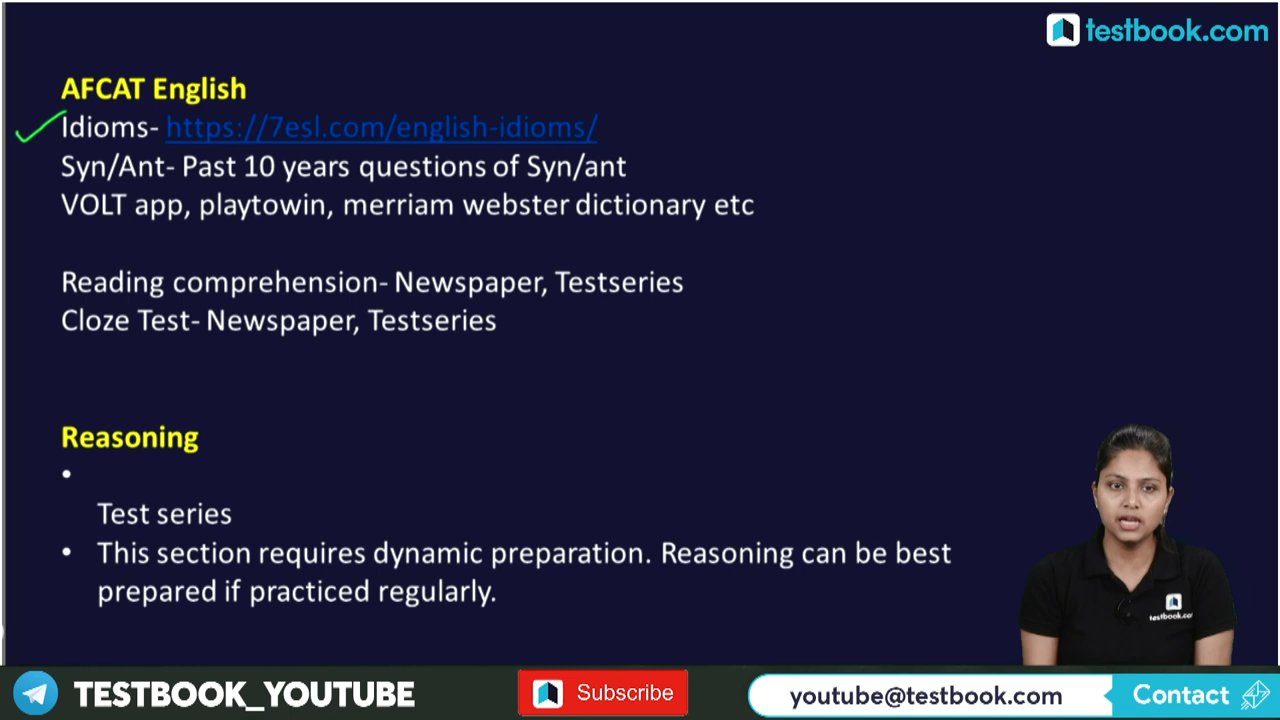 testbook.com
AFCAT English
Idioms- https://7esl.com/english-idioms/
Syn/Ant- Past 10 years questions of Syn/ant
VOLT app, playtowin, merriam webster dictionary etc
Reading comprehension- Newspaper, Testseries
Cloze Test- Newspaper, Testseries
Reasoning
•
Test series
• This section requires dynamic preparation. Reasoning can be best
prepared if practiced regularly.
testbook.co
TESTBOOK_YOUTUBE
Subscribe
youtube@testbook.com
Contact